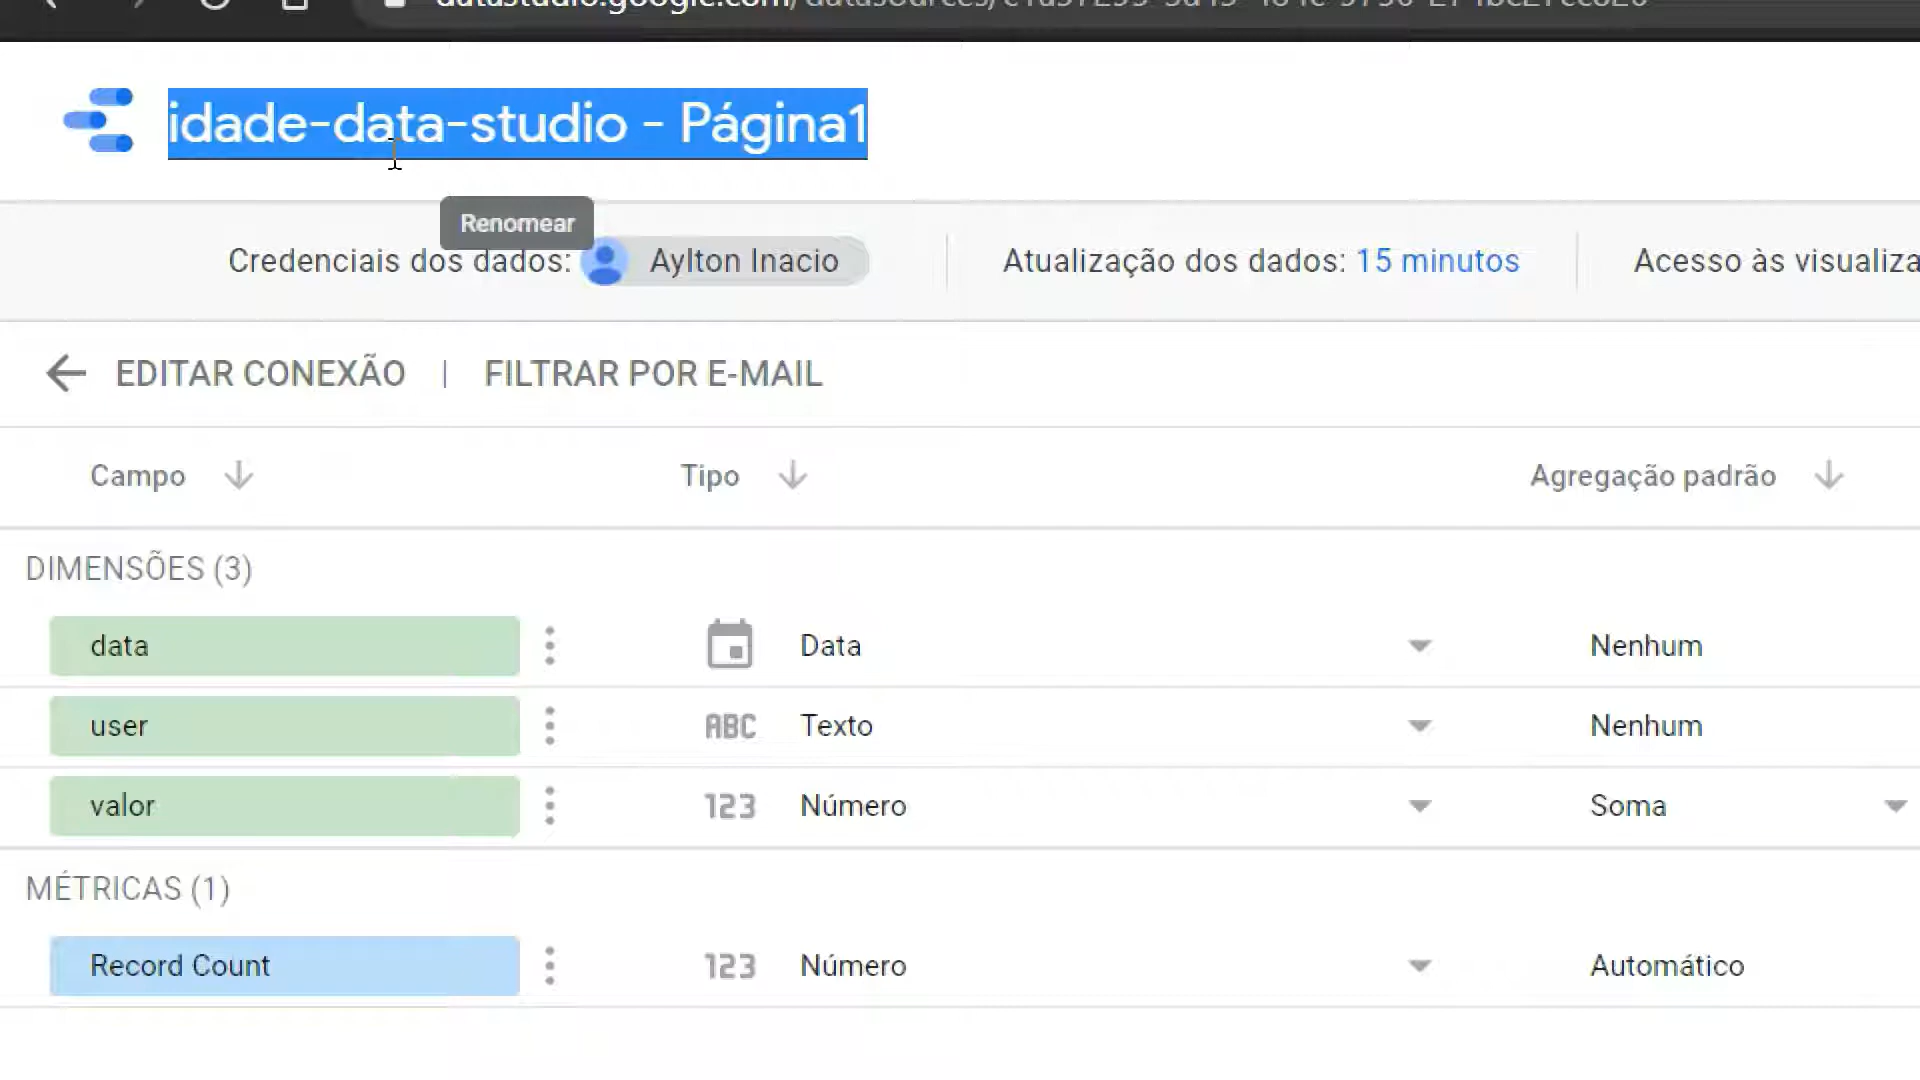 idade-data-studio - Página1
Renomear
Credenciais dos dados: Aylton Inacio
Atualização dos dados: 15 minutos
Acesso às visualiza
EDITAR CONEXÃO | FILTRAR POR E-MAIL
Campo Tipo Agregação padrão
DIMENSÕES (3)
data Data Nenhum
user ABC Texto Nenhum
valor 123 Número Soma
MÉTRICAS (1)
Record Count 123 Número Automático